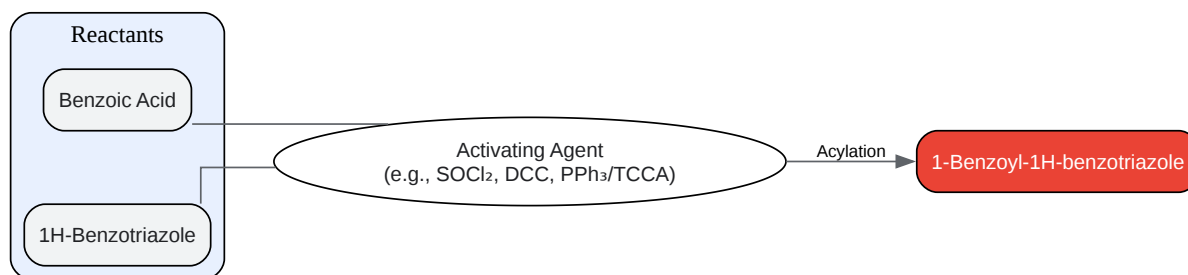 Reactants
Benzoic Acid
1H-Benzotriazole
Activating Agent
(e.g., SOCl₂, DCC, PPh₃/TCCA)
Acylation
1-Benzoyl-1H-benzotriazole